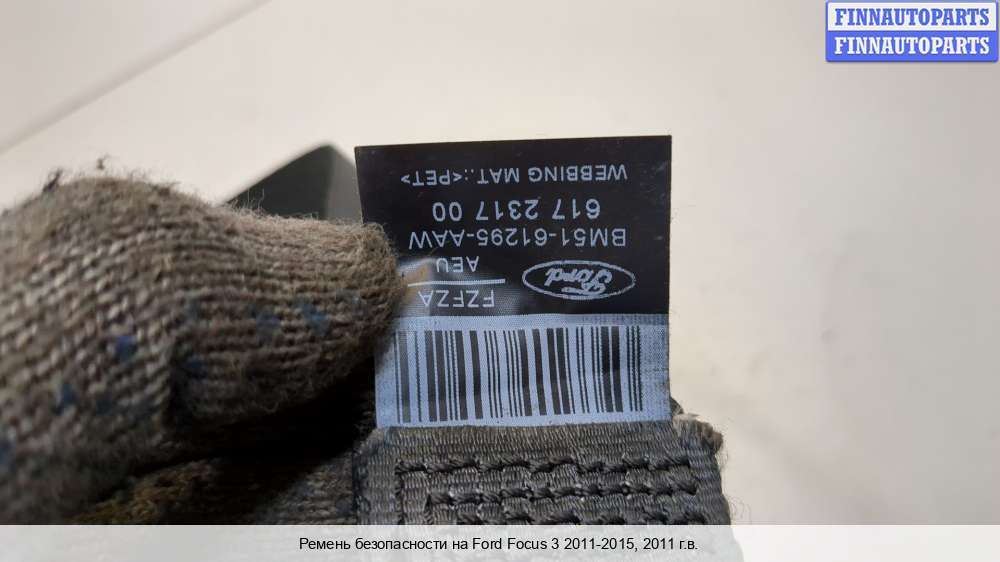 FINNAUTOPARTS
FINNAUTOPARTS
FZFZA
AEU
Ford
BM51-61295-AAW
617 2317 00
WEBBING MAT.:<PET>
Ремень безопасности на Ford Focus 3 2011-2015, 2011 г.в.